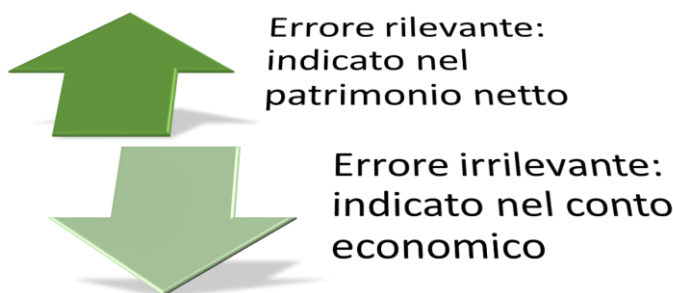 Errore rilevante:
indicato nel
patrimonio netto
Errore irrilevante:
indicato nel conto
economico